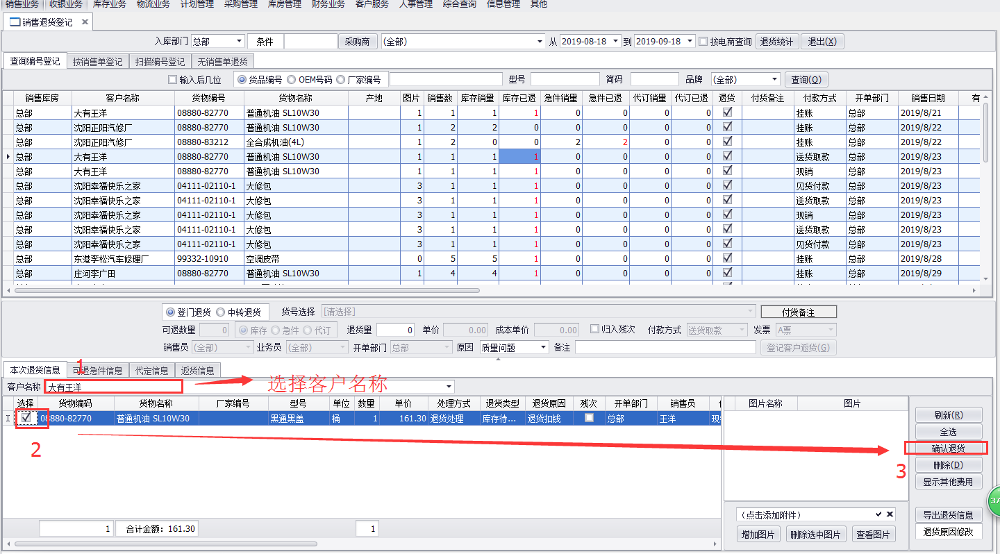 销售业务 收银业务 库存业务 物流业务 计划管理 采购管理 库房管理 财务业务 客户服务 人事管理 综合查询 信息管理 其他
销售退货登记
入库部门 总部 条件 采购商 (全部) 从 2019-08-18 到 2019-09-18 按电商查询 退货统计 退出(X)
查询编号登记 按销售单登记 扫描编号登记 无销售单退货
输入后几位 货品编号 OEM号码 厂家编号 型号 简码 品牌 (全部) 查询(Q)
销售库房 客户名称 货物编号 货物名称 产地 图片 销售数 库存销量 库存已退 急件销量 急件已退 代订销量 代订已退 退货 付货备注 付款方式 开单部门 销售日期 有
总部 大有王洋 08880-82770 普通机油 SL10W30 1 1 1 1 0 0 0 0 挂账 总部 2019/8/21
总部 沈阳正阳汽修厂 08880-82770 普通机油 SL10W30 1 2 2 0 0 0 0 0 挂账 总部 2019/8/22
总部 沈阳正阳汽修厂 08880-83212 全合成机油(4L) 1 2 0 0 2 2 0 0 挂账 总部 2019/8/22
总部 大有王洋 08880-82770 普通机油 SL10W30 1 1 1 1 0 0 0 0 送货取款 总部 2019/8/23
总部 大有王洋 08880-82770 普通机油 SL10W30 1 1 1 1 0 0 0 0 现销 总部 2019/8/23
总部 沈阳幸福快乐之家 04111-02110-1 大修包 3 1 1 1 0 0 0 0 见货付款 总部 2019/8/23
总部 沈阳幸福快乐之家 04111-02110-1 大修包 3 1 1 1 0 0 0 0 送货取款 总部 2019/8/23
总部 沈阳幸福快乐之家 04111-02110-1 大修包 3 1 1 1 0 0 0 0 现销 总部 2019/8/23
总部 沈阳幸福快乐之家 04111-02110-1 大修包 3 1 1 1 0 0 0 0 送货取款 总部 2019/8/23
总部 沈阳幸福快乐之家 04111-02110-1 大修包 3 1 1 1 0 0 0 0 见货付款 总部 2019/8/23
总部 东港李松汽车修理厂 99332-10910 空调皮带 0 5 5 1 0 0 0 0 挂账 总部 2019/8/28
总部 庄河李广田 08880-82770 普通机油 SL10W30 1 4 4 1 0 0 0 0 挂账 总部 2019/8/29
登门退货 中转退货 货号选择 [请选择] 付货备注
可退数量 0 库存 急件 代订 退货量 0 单价 0.00 成本单价 0.00 归入残次 付款方式 送货取款 发票 A票
销售员 (全部) 业务员 (全部) 开单部门 总部 原因 质量问题 备注 登记客户返货(G)
本次退货信息 1 可退急件信息 代定信息 返货信息
客户名称 大有王洋 选择客户名称
选择 货物编码 货物名称 厂家编号 型号 单位 数量 单价 处理方式 退货类型 退货原因 残次 开单部门 销售员
08880-82770 普通机油 SL10W30 黑通黑盖 桶 1 161.30 退货处理 库存待... 退货扣钱 总部 王洋 现
图片名称 图片
2
刷新(R)
全选
确认退货
3
删除(D)
显示其他费用
37
(点击添加附件)
导出退货信息
1 合计金额: 161.30 1
增加图片 删除选中图片 查看图片
退货原因修改